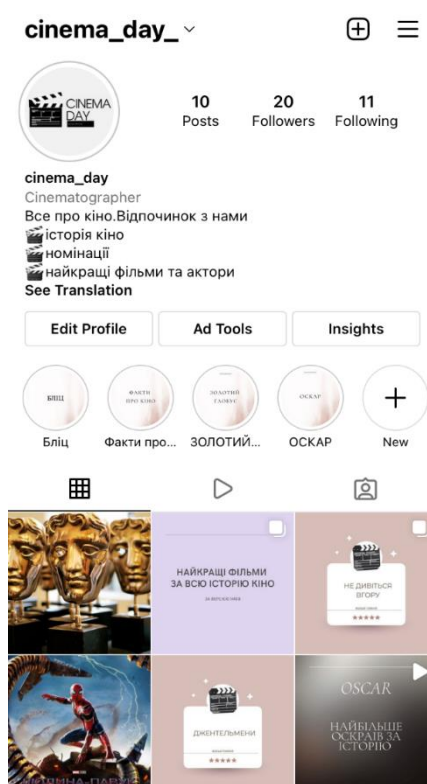 cinema_day_
CINEMA
DAY
10
20
11
Posts
Followers
Following
cinema_day
Cinematographer
Все про кіно.Відпочинок з нами
історія кіно
номінації
найкращі фільми та актори
See Translation
Edit Profile
Ad Tools
Insights
БЛІЦ
ФАКТИ
ПРО КІНО
ЗОЛОТИЙ
ГЛОБУС
ОСКАР
Бліц
Факти про...
ЗОЛОТИЙ...
ОСКАР
New
НАЙКРАЩІ ФІЛЬМИ
ЗА ВСЮ ІСТОРІЮ КІНО
НЕ ДИВІТЬСЯ
ВГОРУ
ДЖЕНТЕЛЬМЕНИ
OSCAR
НАЙБІЛЬШЕ
ОСКРАІВ ЗА
ІСТОРІЮ